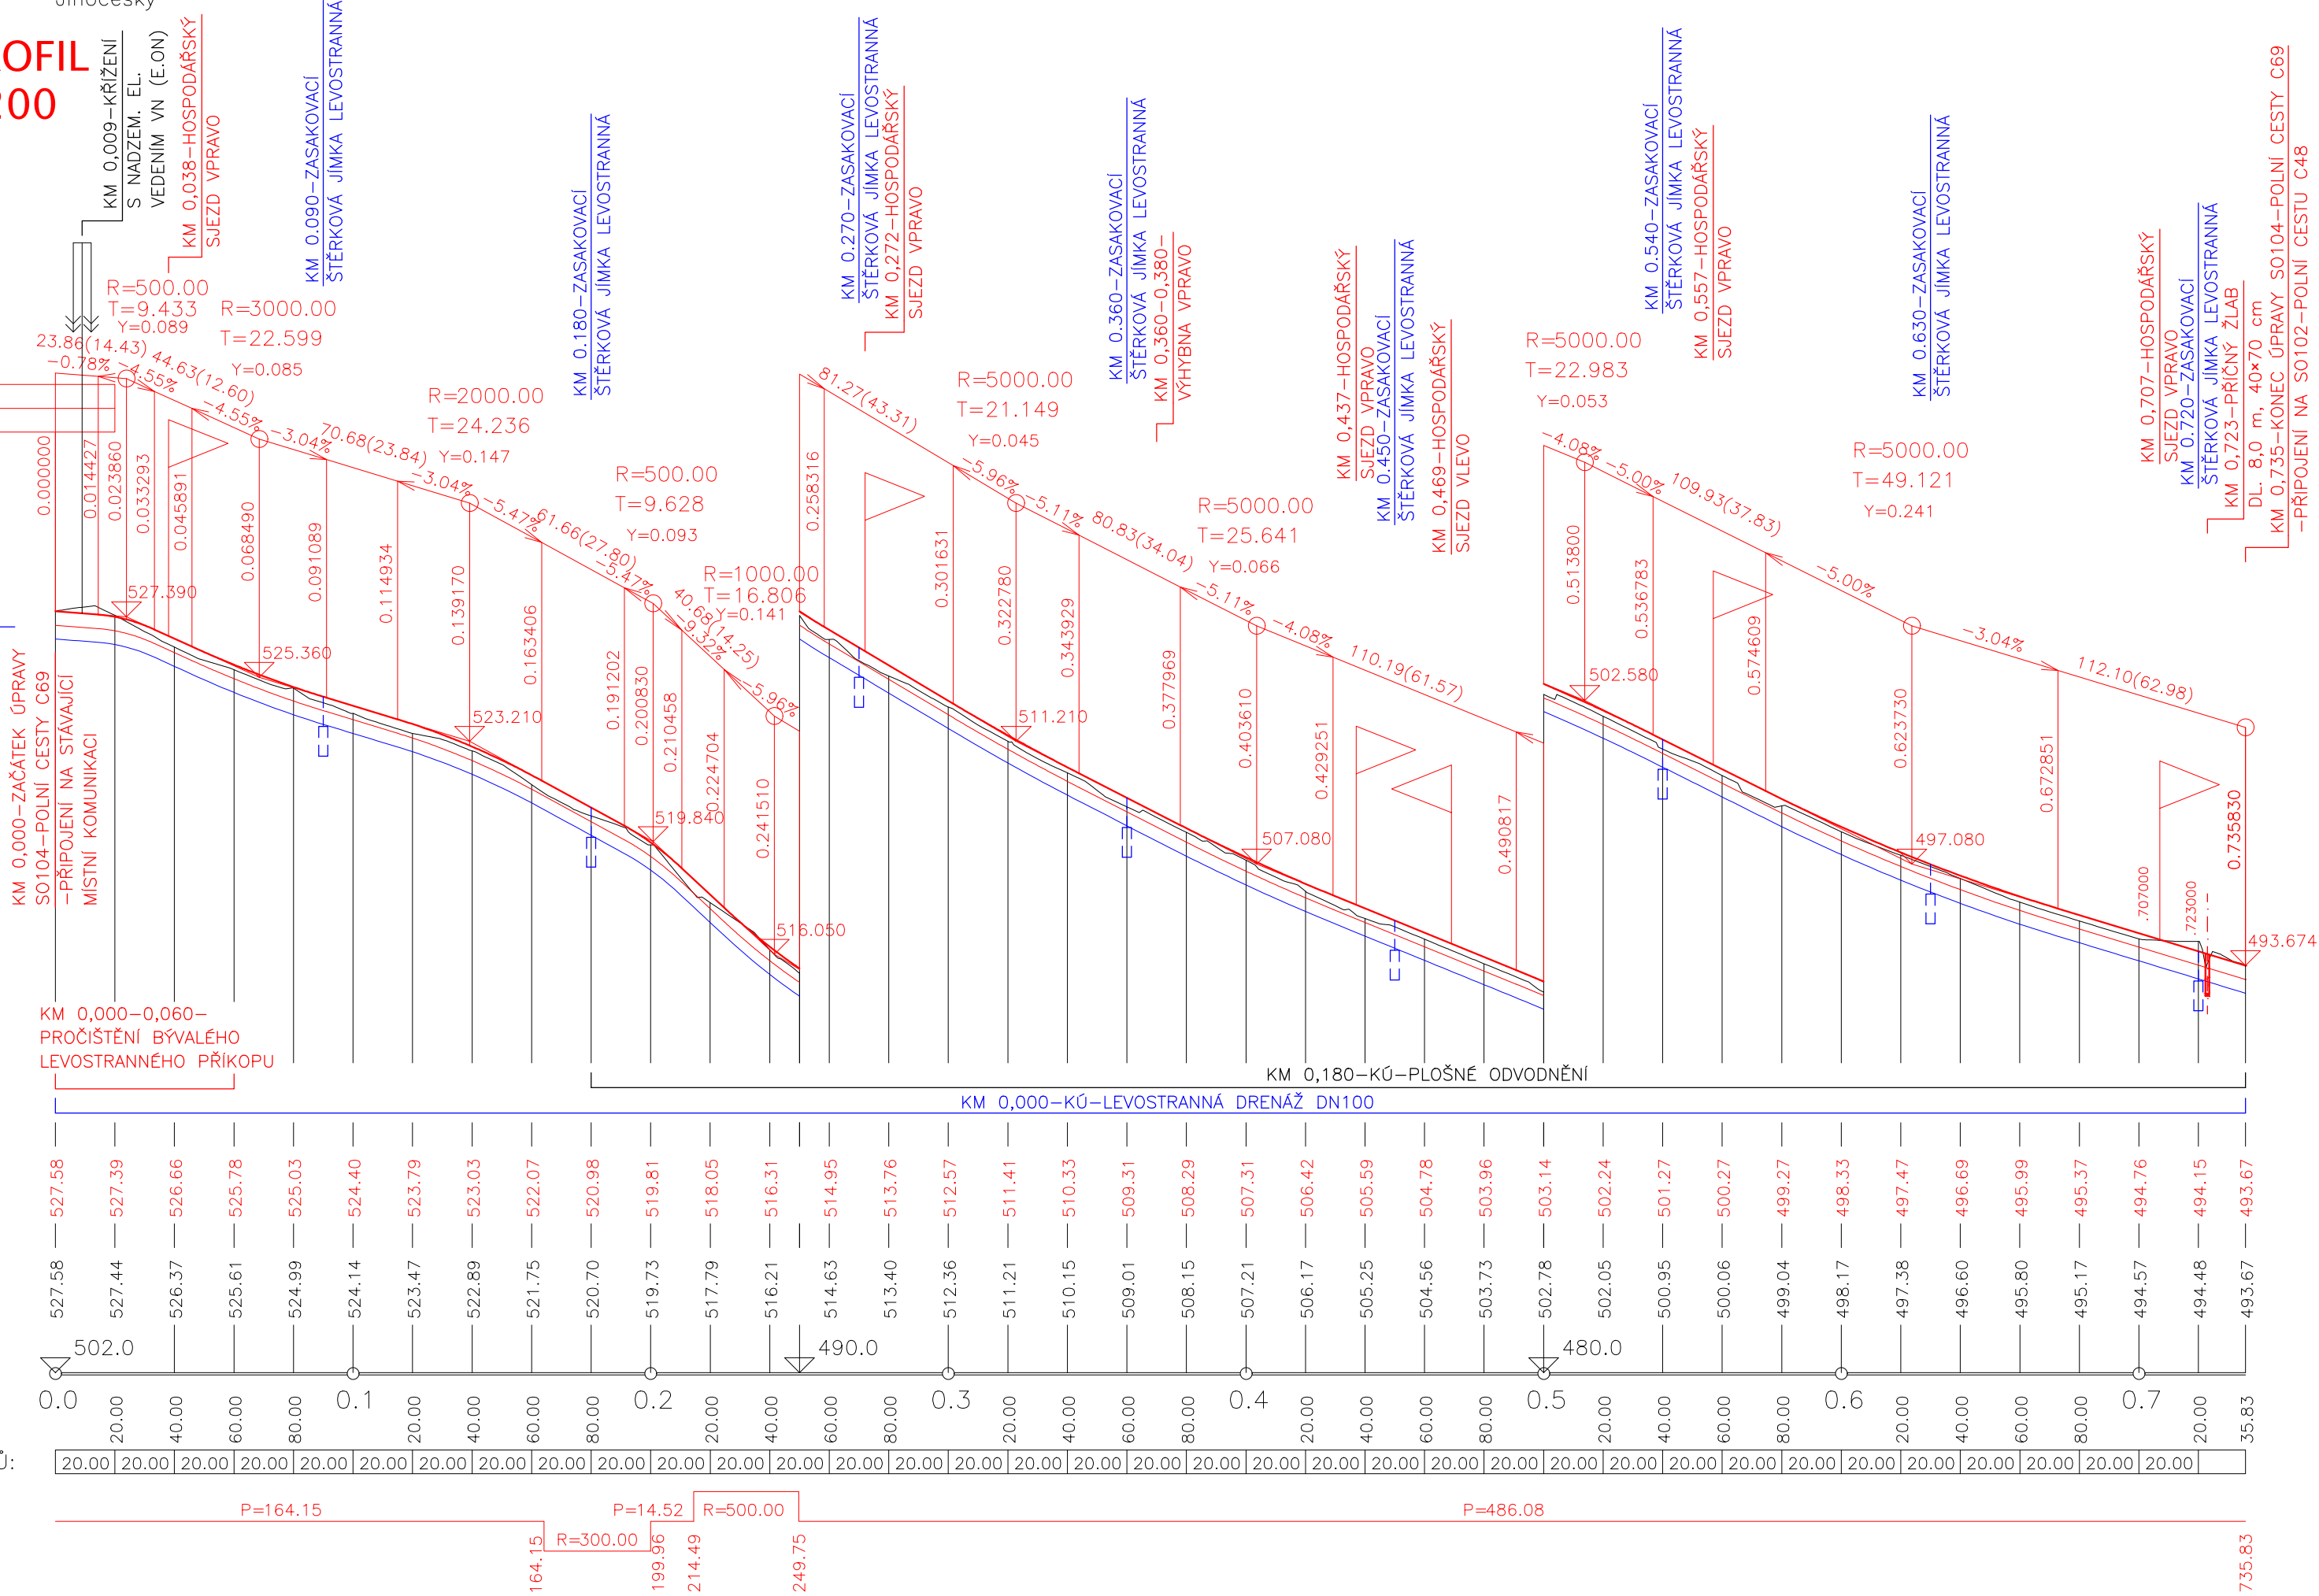 Jihočeský
OFIL
200
KM 0,009-KŘÍŽENÍ
S NADZEM. EL.
VEDENÍM VN (E.ON)
KM 0,038-HOSPODÁŘSKÝ
SJEZD VPRAVO
KM 0.090-ZASAKOVACÍ
ŠTĚRKOVÁ JÍMKA LEVOSTRANNÁ
KM 0.180-ZASAKOVACÍ
ŠTĚRKOVÁ JÍMKA LEVOSTRANNÁ
KM 0.270-ZASAKOVACÍ
ŠTĚRKOVÁ JÍMKA LEVOSTRANNÁ
KM 0,272-HOSPODÁŘSKÝ
SJEZD VPRAVO
KM 0.360-ZASAKOVACÍ
ŠTĚRKOVÁ JÍMKA LEVOSTRANNÁ
KM 0,360-0,380-
VÝHYBNA VPRAVO
KM 0,437-HOSPODÁŘSKÝ
SJEZD VPRAVO
KM 0.450-ZASAKOVACÍ
ŠTĚRKOVÁ JÍMKA LEVOSTRANNÁ
KM 0,469-HOSPODÁŘSKÝ
SJEZD VLEVO
KM 0.540-ZASAKOVACÍ
ŠTĚRKOVÁ JÍMKA LEVOSTRANNÁ
KM 0,557-HOSPODÁŘSKÝ
SJEZD VPRAVO
KM 0.630-ZASAKOVACÍ
ŠTĚRKOVÁ JÍMKA LEVOSTRANNÁ
KM 0,707-HOSPODÁŘSKÝ
SJEZD VPRAVO
KM 0.720-ZASAKOVACÍ
ŠTĚRKOVÁ JÍMKA LEVOSTRANNÁ
KM 0,723-PŘÍČNÝ ŽLAB
DL. 8,0 m, 40×70 cm
KM 0,735-KONEC ÚPRAVY SO104-POLNÍ CESTY C69
-PŘIPOJENÍ NA SO102-POLNÍ CESTU C48
R=500.00
T=9.433
Y=0.089
R=3000.00
T=22.599
Y=0.085
R=2000.00
T=24.236
Y=0.147
R=500.00
T=9.628
Y=0.093
R=1000.00
T=16.806
Y=0.141
R=5000.00
T=21.149
Y=0.045
R=5000.00
T=25.641
Y=0.066
R=5000.00
T=22.983
Y=0.053
R=5000.00
T=49.121
Y=0.241
23.86(14.43)
-0.78%
-4.55%
44.63(12.60)
-4.55%
-3.04%
70.68(23.84)
-3.04%
-5.47%
61.66(27.80)
-5.47%
-9.32%
40.68(14.25)
-5.96%
81.27(43.31)
-5.96%
-5.11%
80.83(34.04)
-5.11%
-4.08%
110.19(61.57)
-4.08%
-5.00%
109.93(37.83)
-5.00%
-3.04%
112.10(62.98)
0.000000
0.014427
0.023860
0.033293
0.045891
0.068490
0.091089
0.114934
0.139170
0.163406
0.191202
0.200830
0.210458
0.224704
0.241510
0.258316
0.301631
0.322780
0.343929
0.377969
0.403610
0.429251
0.490817
0.513800
0.536783
0.574609
0.623730
0.672851
.707000
.723000
0.735830
527.390
525.360
523.210
519.840
516.050
511.210
507.080
502.580
497.080
493.674
KM 0,000-ZAČÁTEK ÚPRAVY
SO104-POLNÍ CESTY C69
-PŘIPOJENÍ NA STÁVAJÍCÍ
MÍSTNÍ KOMUNIKACI
KM 0,000-0,060-
PROČIŠTĚNÍ BÝVALÉHO
LEVOSTRANNÉHO PŘÍKOPU
KM 0,180-KÚ-PLOŠNÉ ODVODNĚNÍ
KM 0,000-KÚ-LEVOSTRANNÁ DRENÁŽ DN100
527.58 527.39 526.66 525.78 525.03 524.40 523.79 523.03 522.07 520.98 519.81 518.05 516.31 514.95 513.76 512.57 511.41 510.33 509.31 508.29 507.31 506.42 505.59 504.78 503.96 503.14 502.24 501.27 500.27 499.27 498.33 497.47 496.69 495.99 495.37 494.76 494.15 493.67
527.58 527.44 526.37 525.61 524.99 524.14 523.47 522.89 521.75 520.70 519.73 517.79 516.21 514.63 513.40 512.36 511.21 510.15 509.01 508.15 507.21 506.17 505.25 504.56 503.73 502.78 502.05 500.95 500.06 499.04 498.17 497.38 496.60 495.80 495.17 494.57 494.48 493.67
502.0 490.0 480.0
0.0 20.00 40.00 60.00 80.00 0.1 20.00 40.00 60.00 80.00 0.2 20.00 40.00 60.00 80.00 0.3 20.00 40.00 60.00 80.00 0.4 20.00 40.00 60.00 80.00 0.5 20.00 40.00 60.00 80.00 0.6 20.00 40.00 60.00 80.00 0.7 20.00 35.83
Ů: 20.00 20.00 20.00 20.00 20.00 20.00 20.00 20.00 20.00 20.00 20.00 20.00 20.00 20.00 20.00 20.00 20.00 20.00 20.00 20.00 20.00 20.00 20.00 20.00 20.00 20.00 20.00 20.00 20.00 20.00 20.00 20.00 20.00 20.00 20.00 20.00
P=164.15 P=14.52 R=500.00 P=486.08
R=300.00
164.15 199.96 214.49 249.75 735.83